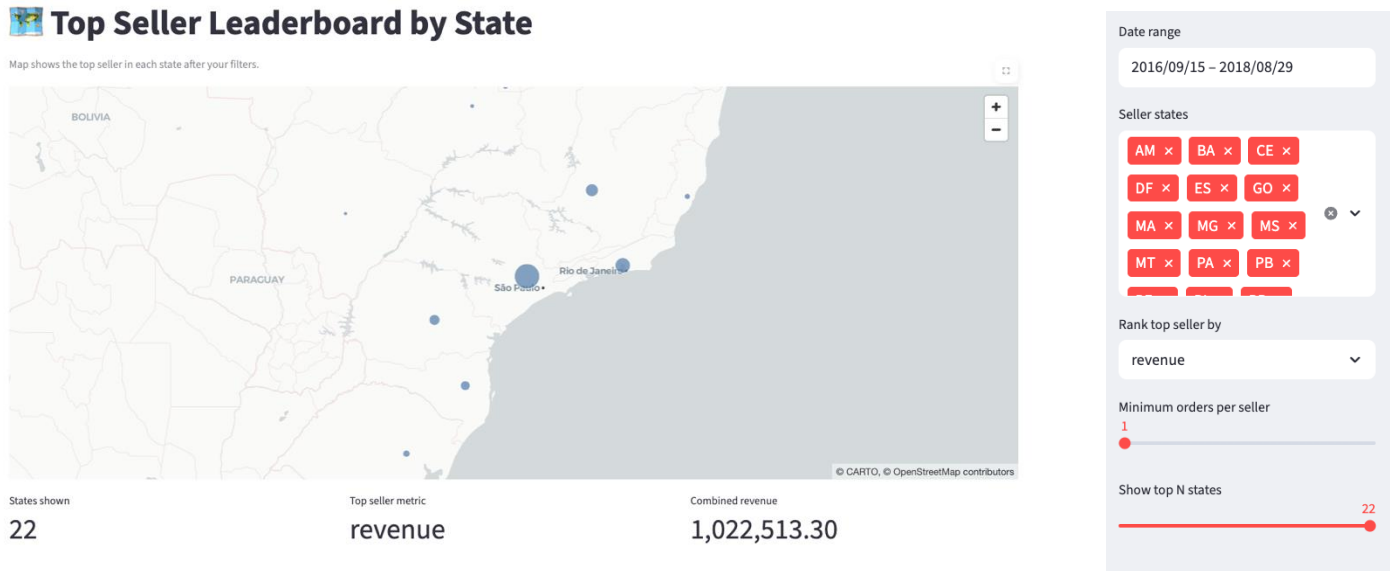 Top Seller Leaderboard by State
Map shows the top seller in each state after your filters.
BOLIVIA
PARAGUAY
Rio de Janeiro
São Paulo
+
−
© CARTO, © OpenStreetMap contributors
States shown
22
Top seller metric
revenue
Combined revenue
1,022,513.30
Date range
2016/09/15 – 2018/08/29
Seller states
AM × BA × CE ×
DF × ES × GO ×
MA × MG × MS ×
MT × PA × PB ×
Rank top seller by
revenue
Minimum orders per seller
1
Show top N states
22